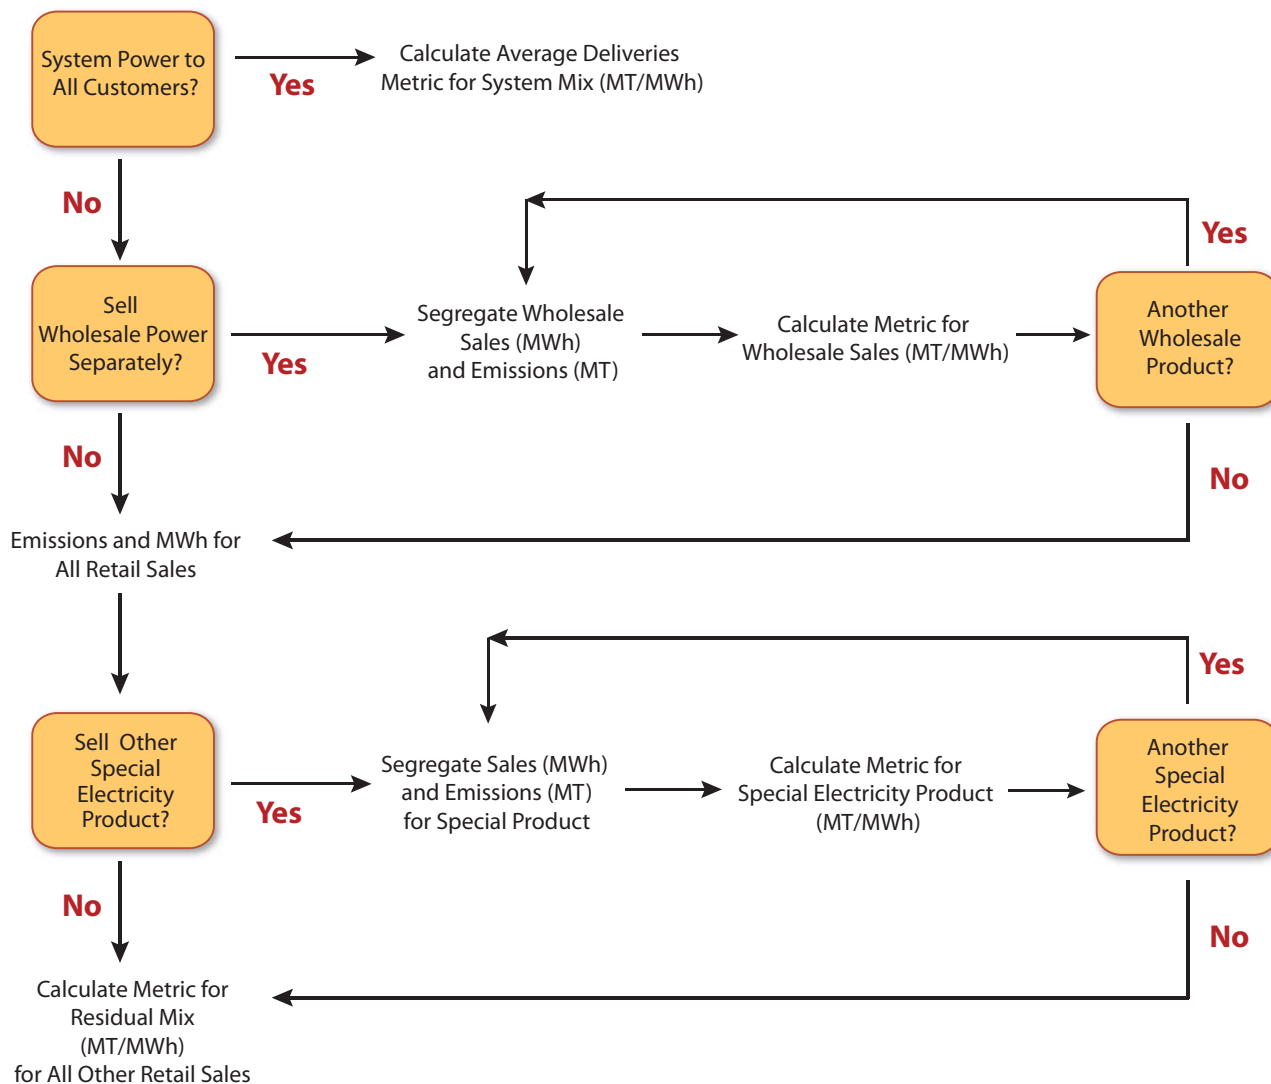 System Power to
All Customers?
Yes
Calculate Average Deliveries
Metric for System Mix (MT/MWh)
No
Yes
Sell
Wholesale Power
Separately?
Yes
Segregate Wholesale
Sales (MWh)
and Emissions (MT)
Calculate Metric for
Wholesale Sales (MT/MWh)
Another
Wholesale
Product?
No
No
Emissions and MWh for
All Retail Sales
Yes
Sell Other
Special
Electricity
Product?
Yes
Segregate Sales (MWh)
and Emissions (MT)
for Special Product
Calculate Metric for
Special Electricity Product
(MT/MWh)
Another
Special
Electricity
Product?
No
No
Calculate Metric for
Residual Mix
(MT/MWh)
for All Other Retail Sales